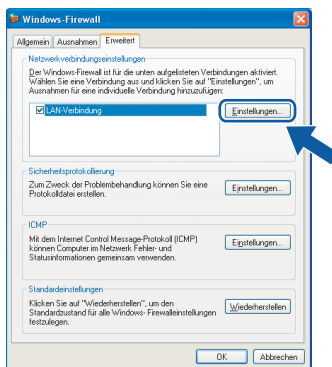 Windows-Firewall
Allgemein Ausnahmen Erweitert
Netzwerkverbindungseinstellungen
Der Windows-Firewall ist für die unten aufgelisteten Verbindungen aktiviert.
Wählen Sie eine Verbindung aus und klicken Sie auf "Einstellungen", um
Ausnahmen für eine individuelle Verbindung hinzuzufügen:
LAN-Verbindung
Einstellungen...
Sicherheitsprotokollierung
Zum Zweck der Problembehandlung können Sie eine
Protokolldatei erstellen.
Einstellungen...
ICMP
Mit dem Internet Control Message-Protokoll (ICMP)
können Computer im Netzwerk Fehler- und
Statusinformationen gemeinsam verwenden.
Einstellungen...
Standardeinstellungen
Klicken Sie auf "Wiederherstellen", um den
Standardzustand für alle Windows- Firewalleinstellungen
festzulegen.
Wiederherstellen
OK Abbrechen